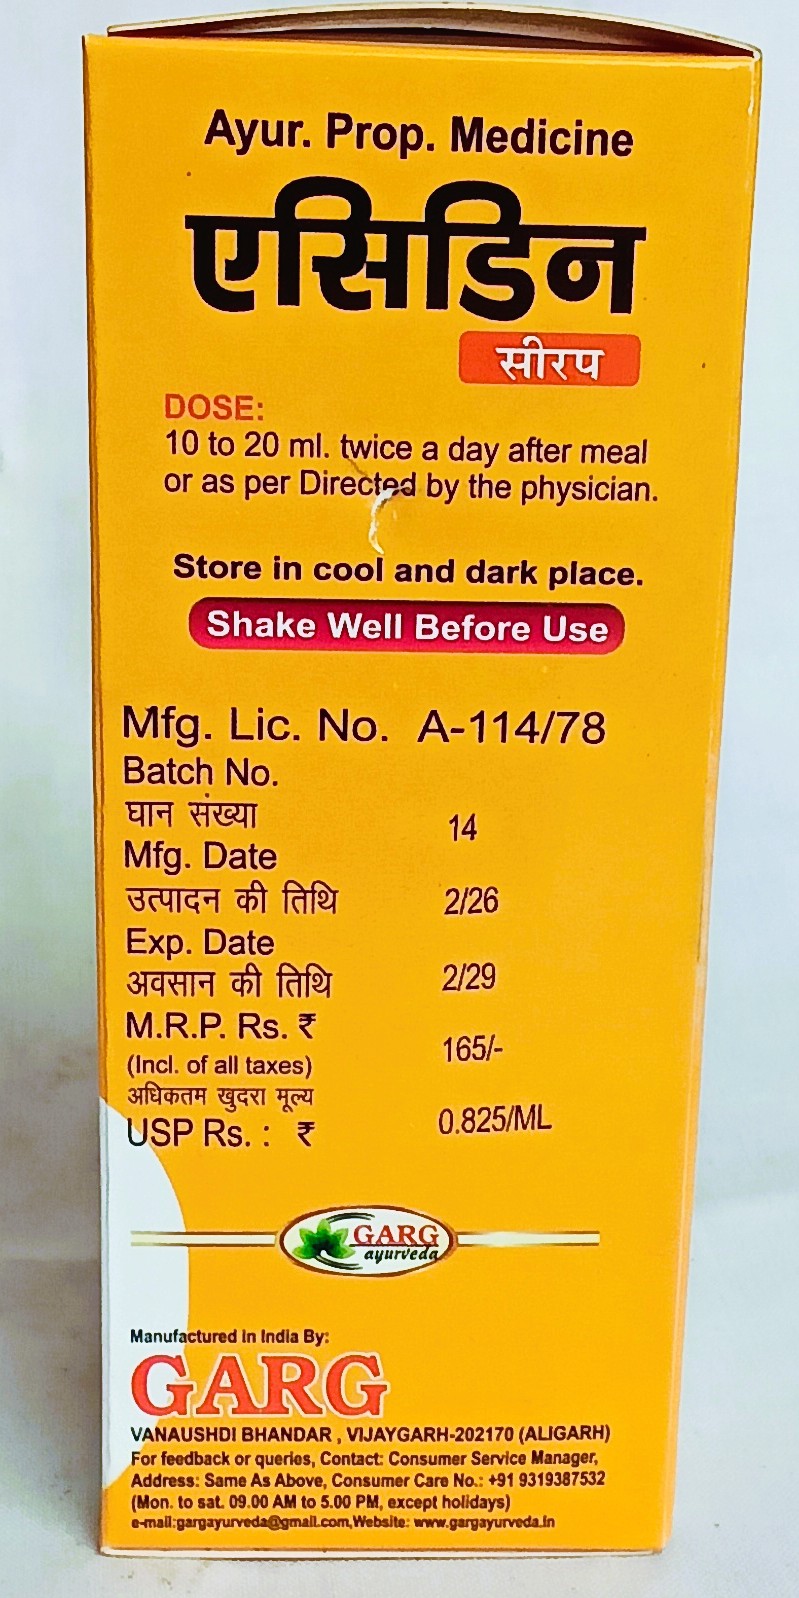 Ayur. Prop. Medicine
एसिडिन
सीरप
DOSE:
10 to 20 ml. twice a day after meal
or as per Directed by the physician.
Store in cool and dark place.
Shake Well Before Use
Mfg. Lic. No. A-114/78
Batch No.
घान संख्या 14
Mfg. Date
उत्पादन की तिथि 2/26
Exp. Date
अवसान की तिथि 2/29
M.R.P. Rs. ₹
(Incl. of all taxes) 165/-
अधिकतम खुदरा मूल्य
USP Rs. : ₹ 0.825/ML
GARG
ayurveda
Manufactured in India By:
GARG
VANAUSHDI BHANDAR , VIJAYGARH-202170 (ALIGARH)
For feedback or queries, Contact: Consumer Service Manager,
Address: Same As Above, Consumer Care No.: +91 9319387532
(Mon. to sat. 09.00 AM to 5.00 PM, except holidays)
e-mail:gargayurveda@gmail.com,Website: www.gargayurveda.in